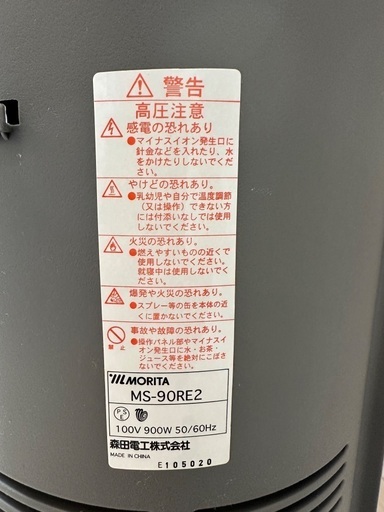 警告
高圧注意
感電の恐れあり
●マイナスイオン発生口に
針金などを入れたり、水
をかけたりしないでください。
やけどの恐れあり。
●乳幼児や自分で温度調節
(又は操作)できない方
には付添いなしでは使用
しないでください。
火災の恐れあり。
●燃えやすいものの近くで
使用しないでください。
就寝中は使用しないで
ください。
爆発や火災の恐れあり。
●スプレー等の缶を本体の近
くに置かないでください。
事故や故障の恐れあり。
●操作パネル部やマイナスイ
オン発生口に水・お茶・
ジュース等を絶対にこぼさ
ないでください。
MORITA
MS-90RE2
PSE
100V 900W 50/60Hz
森田電工株式会社
MADE IN CHINA
E105020